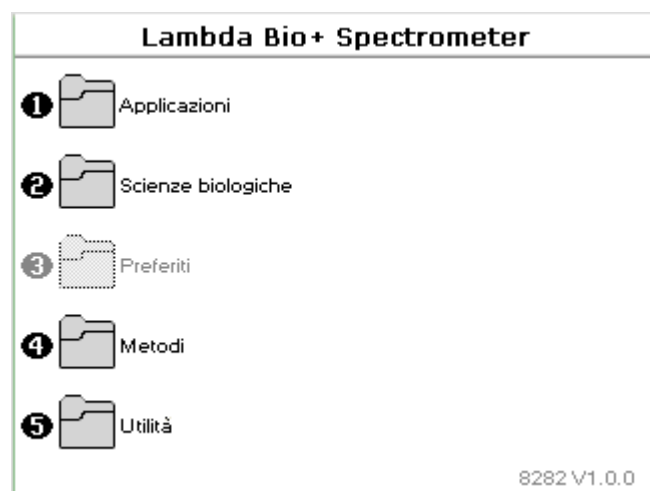 Lambda Bio+ Spectrometer
1 Applicazioni
2 Scienze biologiche
3 Preferiti
4 Metodi
5 Utilità
8282 V1.0.0